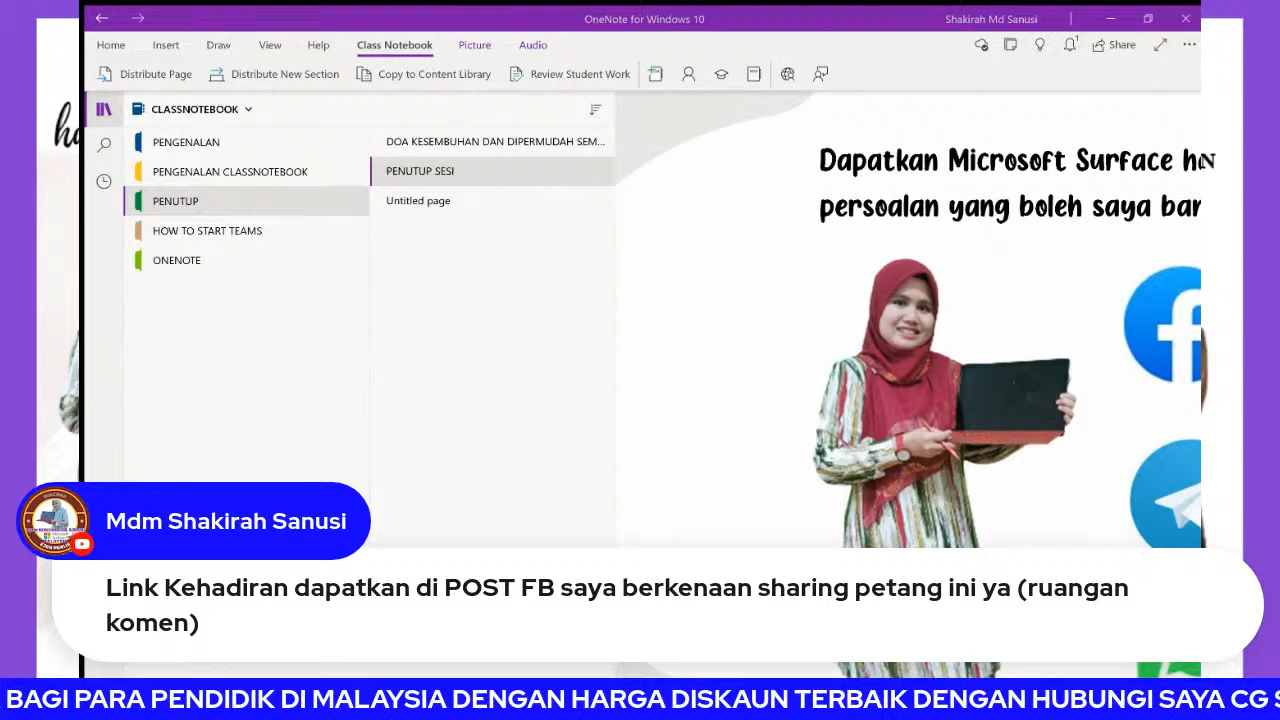 OneNote for Windows 10
Shakirah Md Sanusi
Home Insert Draw View Help Class Notebook Picture Audio
Share
Distribute Page Distribute New Section Copy to Content Library Review Student Work
CLASSNOTEBOOK
PENGENALAN
PENGENALAN CLASSNOTEBOOK
PENUTUP
HOW TO START TEAMS
ONENOTE
DOA KESEMBUHAN DAN DIPERMUDAH SEM...
PENUTUP SESI
Untitled page
Dapatkan Microsoft Surface
persoalan yang boleh saya
Mdm Shakirah Sanusi
Link Kehadiran dapatkan di POST FB saya berkenaan sharing petang ini ya (ruangan
komen)
BAGI PARA PENDIDIK DI MALAYSIA DENGAN HARGA DISKAUN TERBAIK DENGAN HUBUNGI SAYA CG